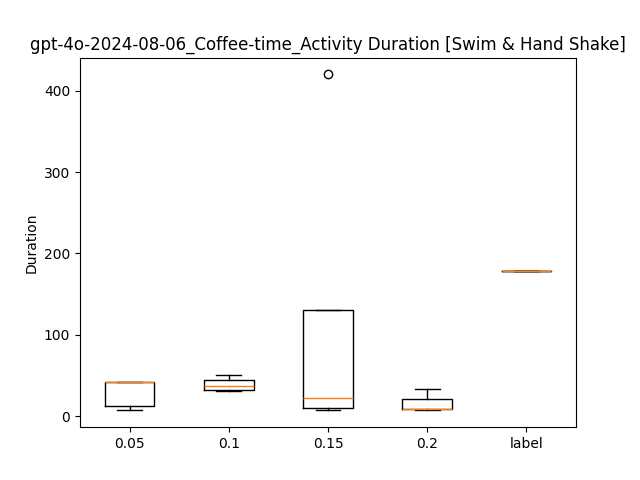 gpt-4o-2024-08-06_Coffee-time_Activity Duration [Swim & Hand Shake]
400
300
200
100
0
Duration
0.05 0.1 0.15 0.2 label